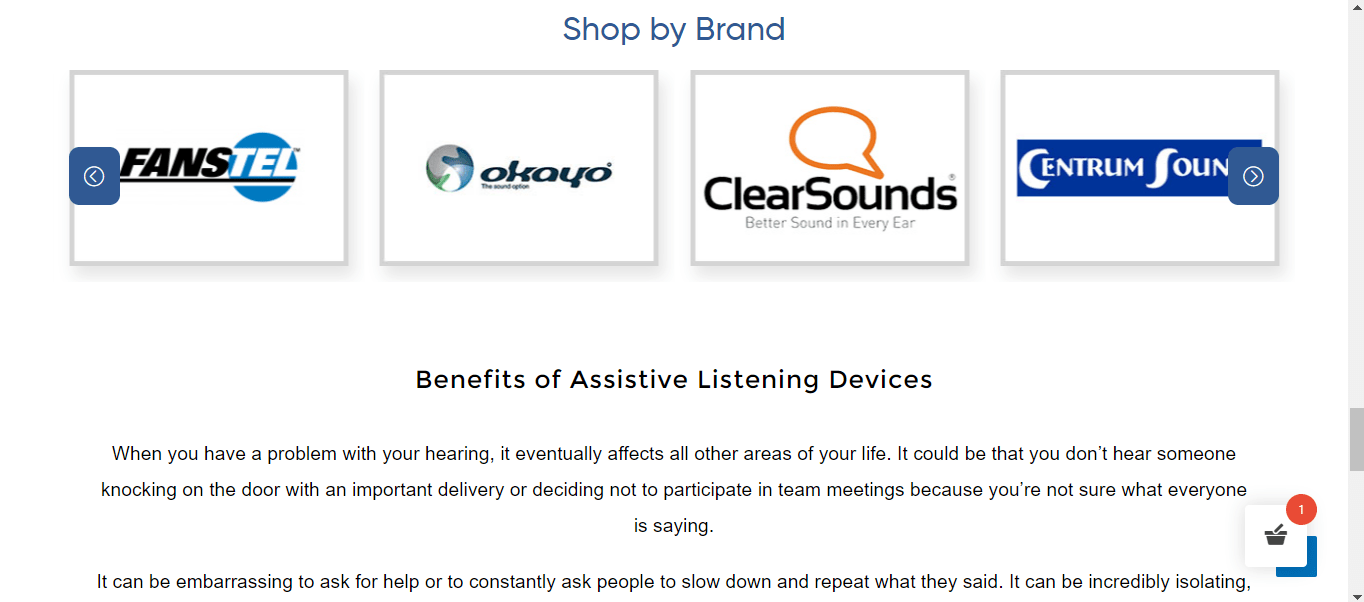 Shop by Brand
FANSTEL™
okayo
The sound option
ClearSounds®
Better Sound in Every Ear
CENTRUM SOUN
Benefits of Assistive Listening Devices
When you have a problem with your hearing, it eventually affects all other areas of your life. It could be that you don’t hear someone
knocking on the door with an important delivery or deciding not to participate in team meetings because you’re not sure what everyone
is saying.
It can be embarrassing to ask for help or to constantly ask people to slow down and repeat what they said. It can be incredibly isolating,
1